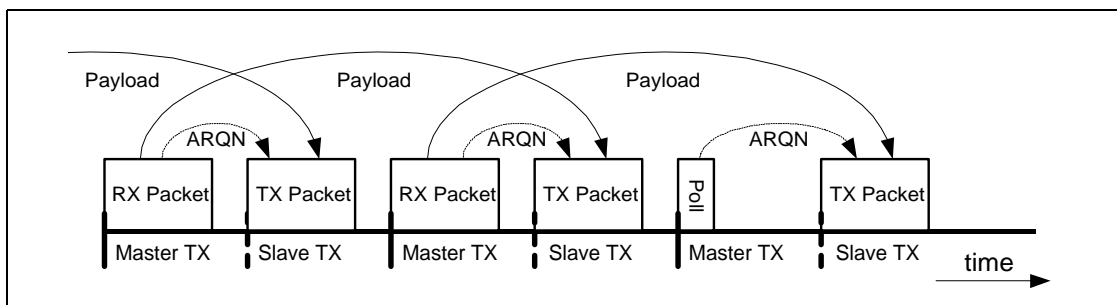 Payload Payload Payload
ARQN ARQN ARQN
RX Packet TX Packet RX Packet TX Packet Poll TX Packet
Master TX Slave TX Master TX Slave TX Master TX Slave TX
time